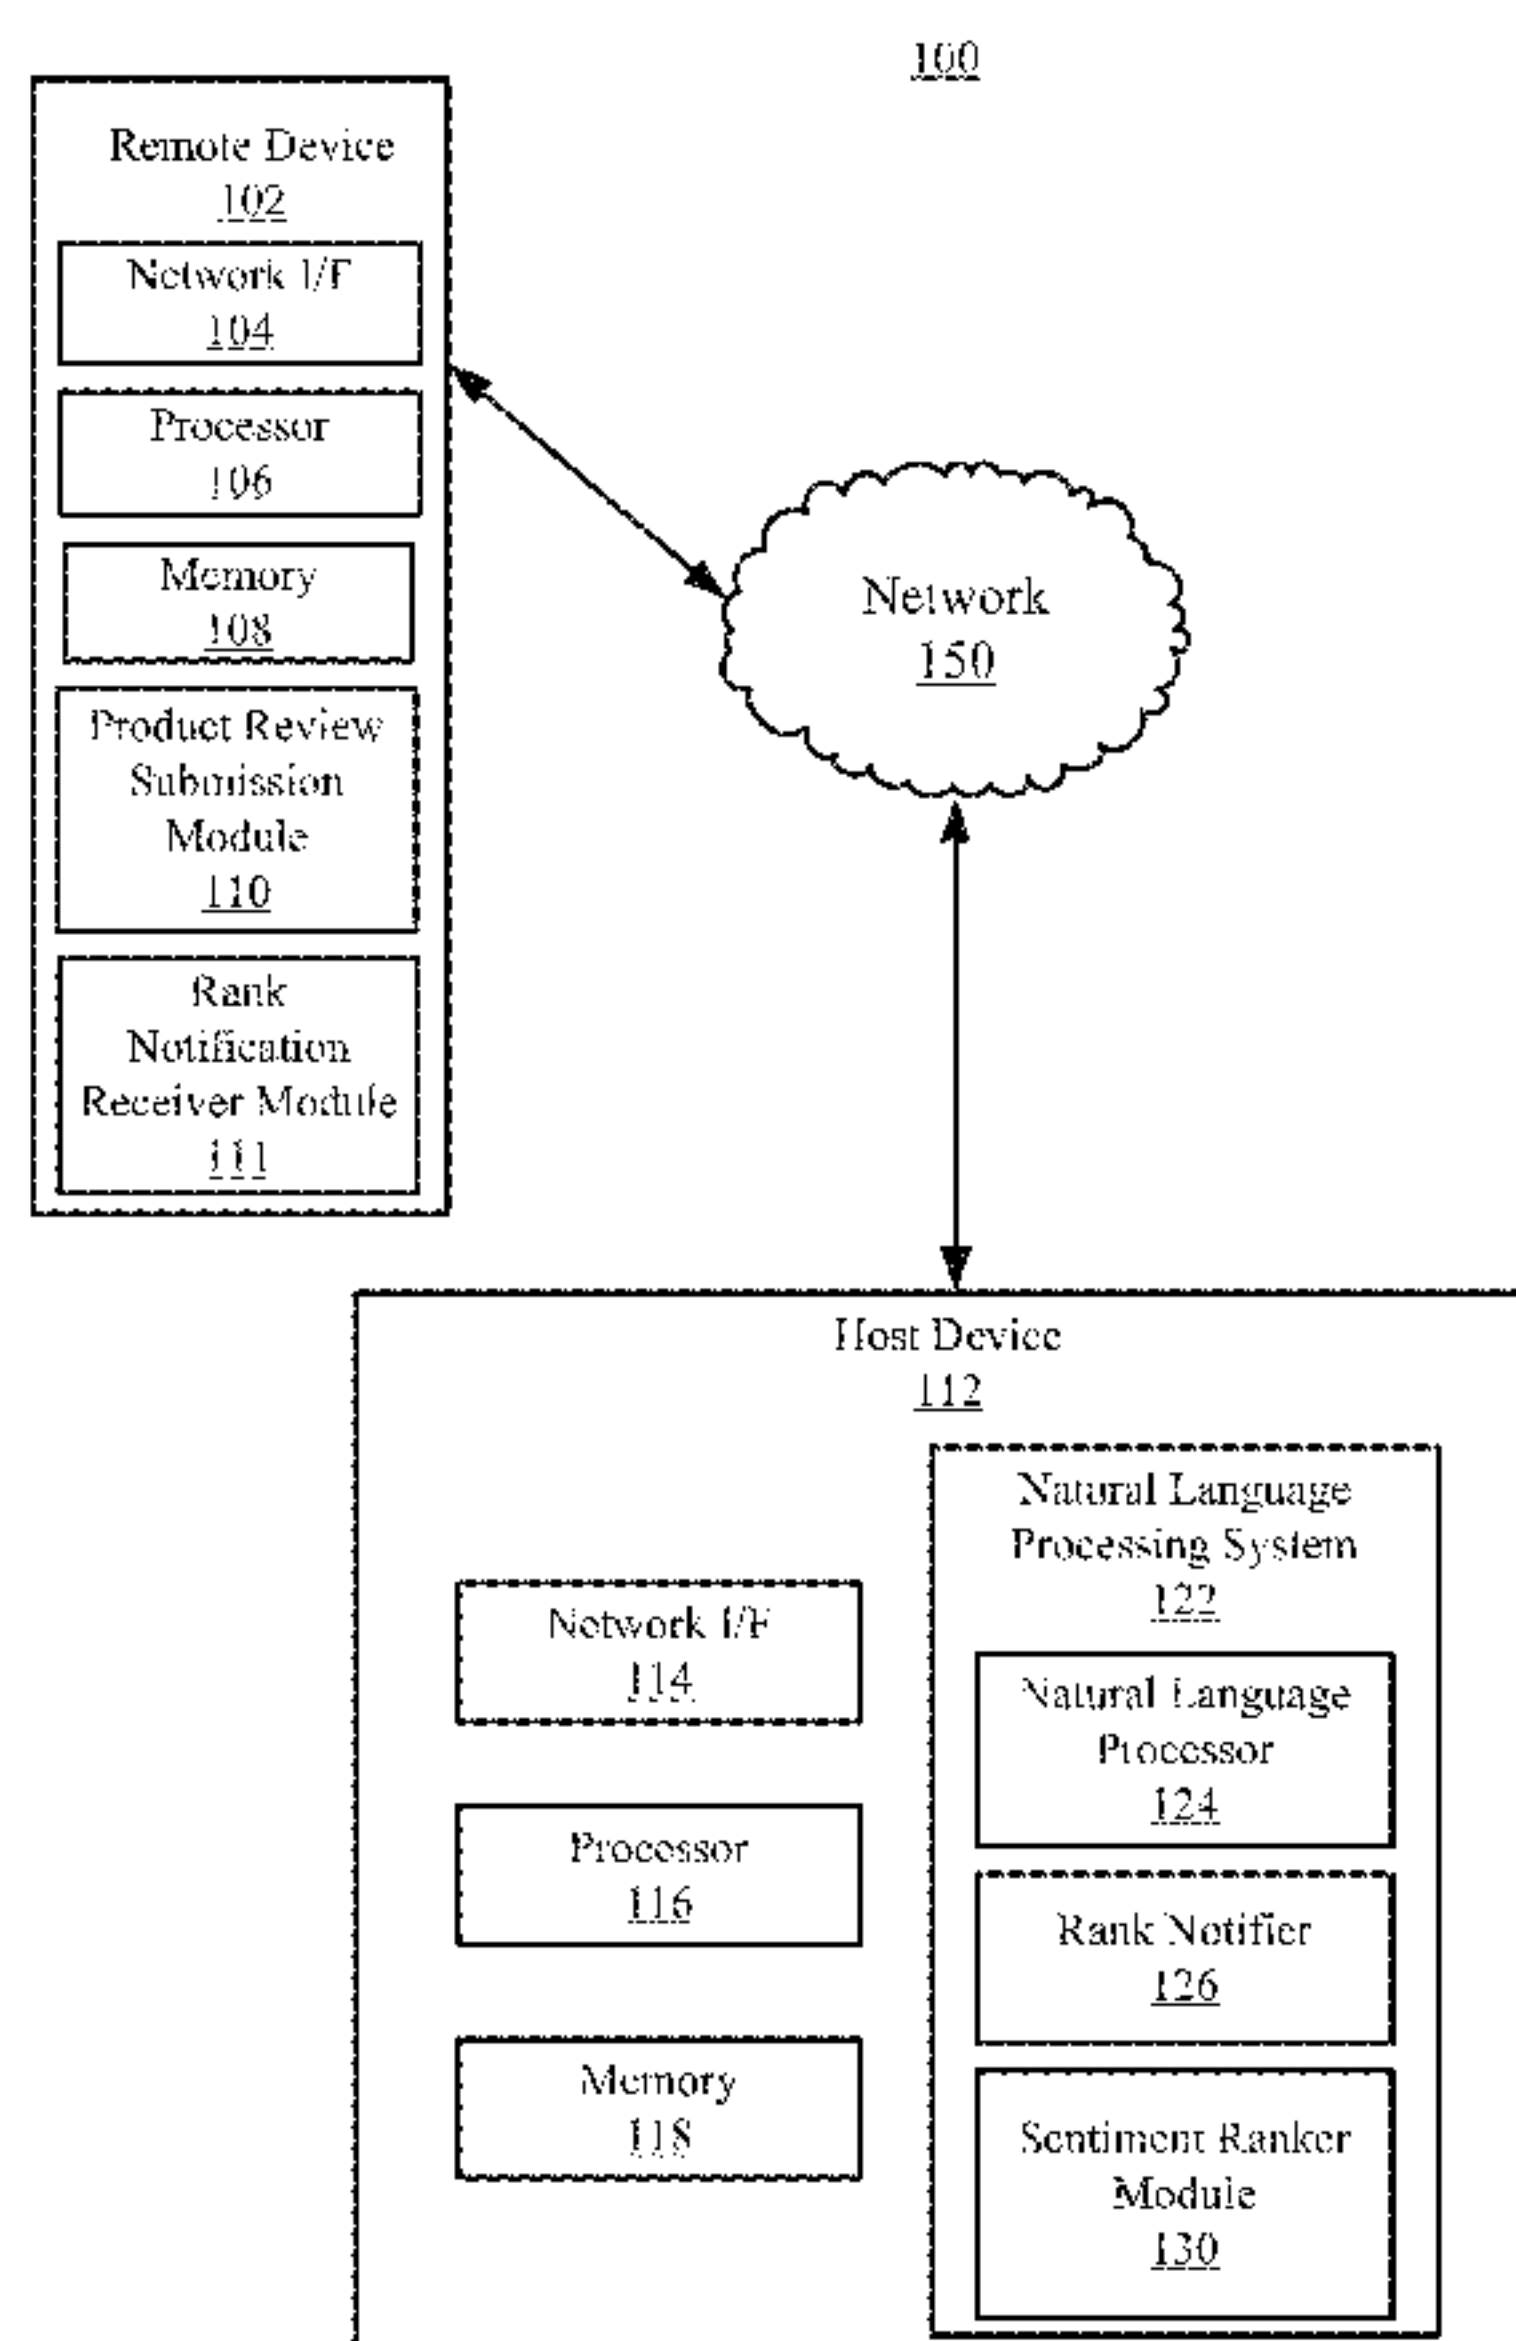 100
Remote Device
102
Network I/F
104
Processor
106
Memory
108
Product Review
Submission
Module
110
Rank
Notification
Receiver Module
111
Network
150
Host Device
112
Network I/F
114
Processor
116
Memory
118
Natural Language
Processing System
122
Natural Language
Processor
124
Rank Notifier
126
Sentiment Ranker
Module
130